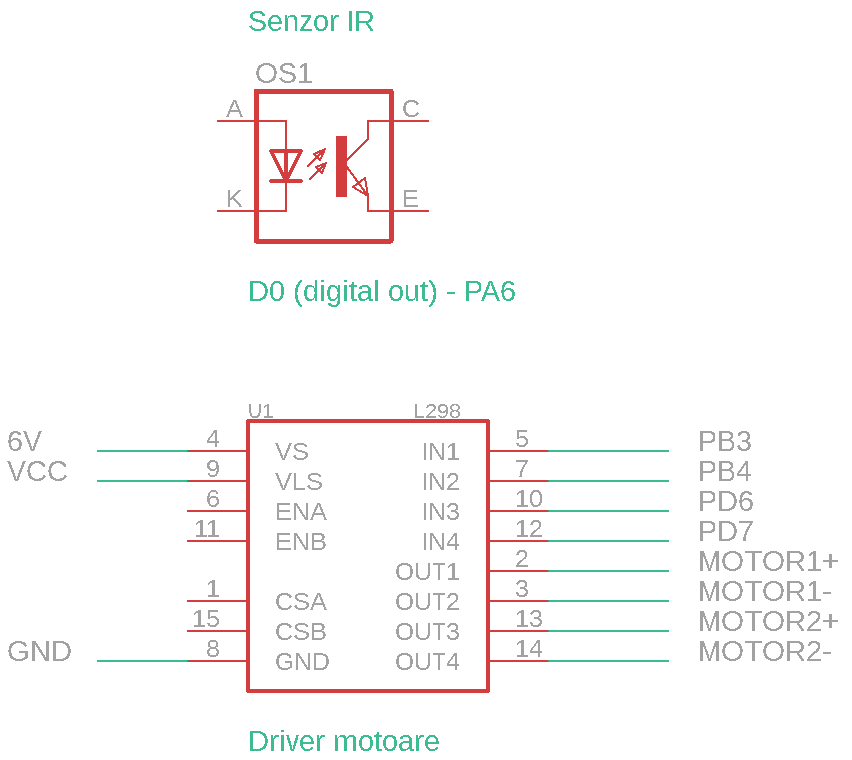 Senzor IR
OS1
A C
K E
D0 (digital out) - PA6
U1 L298
6V 4 VS IN1 5 PB3
VCC 9 VLS IN2 7 PB4
6 ENA IN3 10 PD6
11 ENB IN4 12 PD7
OUT1 2 MOTOR1+
1 CSA OUT2 3 MOTOR1-
15 CSB OUT3 13 MOTOR2+
GND 8 GND OUT4 14 MOTOR2-
Driver motoare